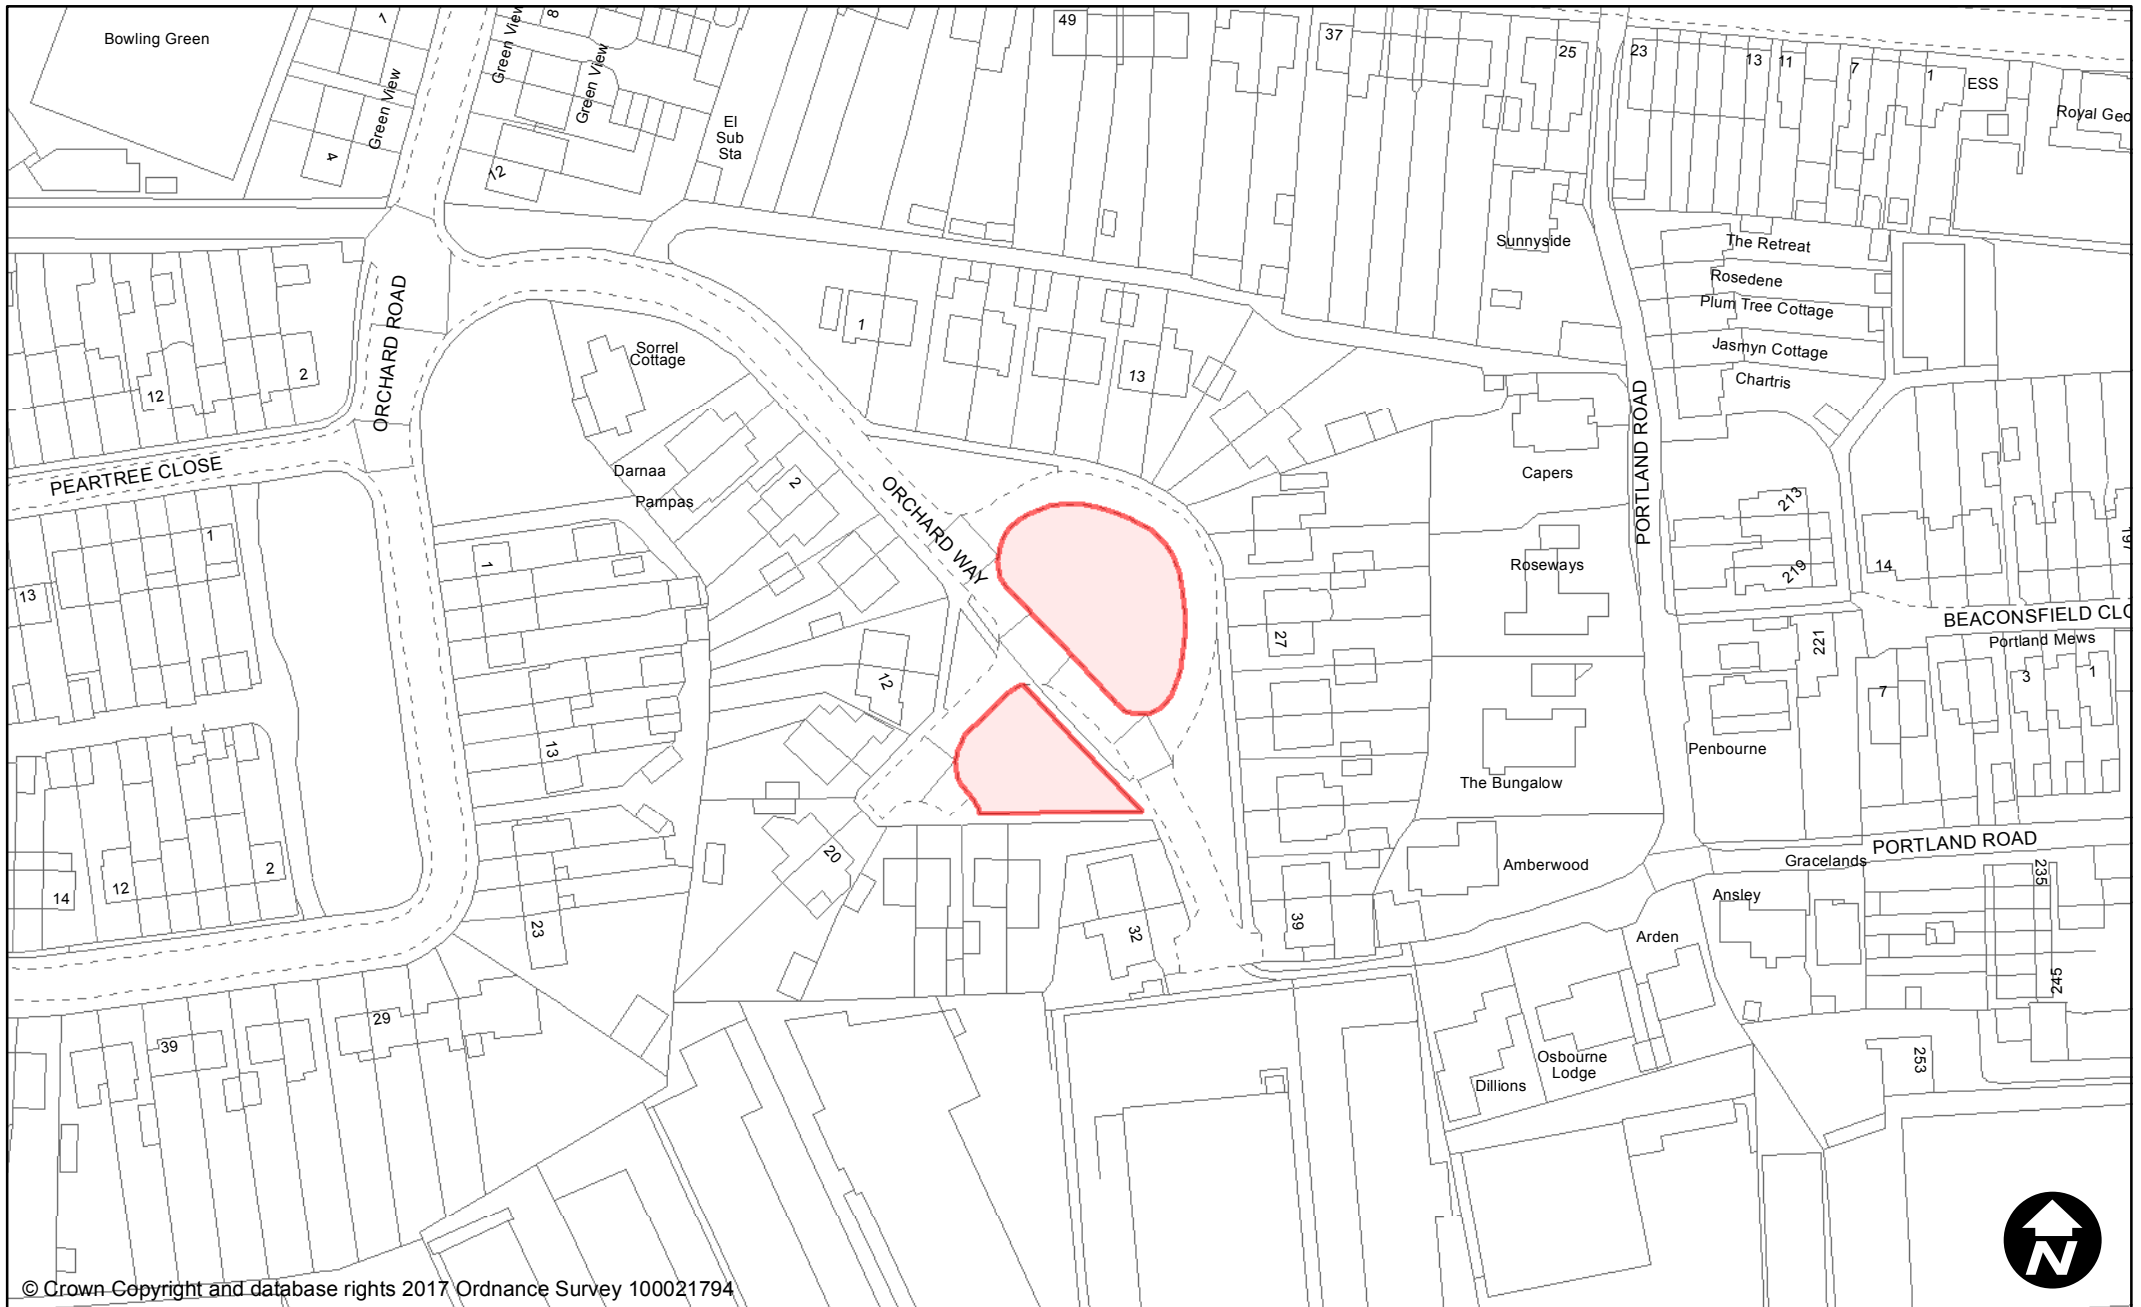 Bowling Green
7
Green View
8
Green View
Green View
49
37
25
23
13
11
7
1
ESS
Royal Geo
4
12
El
Sub
Sta
Sunnyside
The Retreat
Rosedene
Plum Tree Cottage
Jasmyn Cottage
Chartris
ORCHARD ROAD
1
Sorrel
Cottage
13
2
12
PEARTREE CLOSE
Darnaa
Pampas
2
ORCHARD WAY
Capers
PORTLAND ROAD
213
219
197
14
1
13
1
Roseways
BEACONSFIELD CLO
Portland Mews
27
221
12
7
3
1
13
Penbourne
The Bungalow
PORTLAND ROAD
20
2
12
14
Amberwood
Gracelands
Ansley
235
23
32
39
Arden
245
29
39
Osbourne
Lodge
Dillions
253
N
© Crown Copyright and database rights 2017 Ordnance Survey 100021794